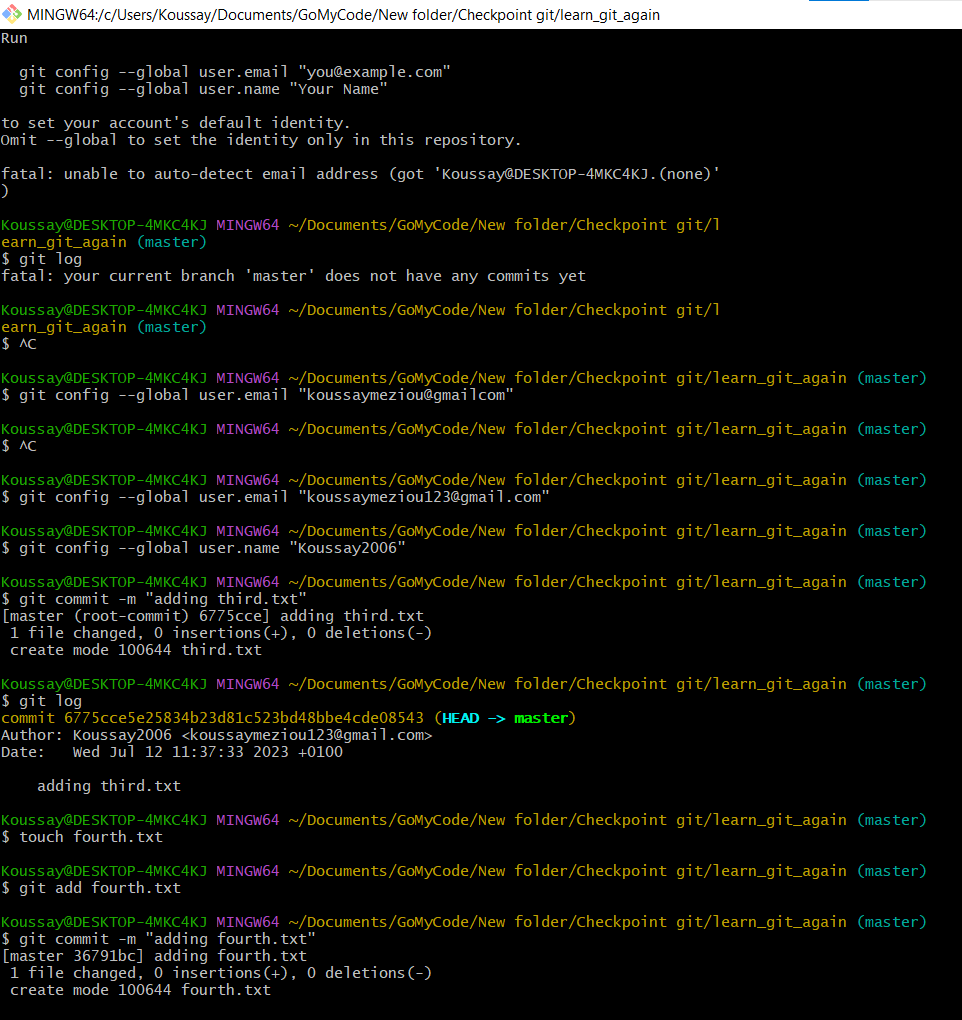 MINGW64:/c/Users/Koussay/Documents/GoMyCode/New folder/Checkpoint git/learn_git_again
Run
git config --global user.email "you@example.com"
git config --global user.name "Your Name"
to set your account's default identity.
Omit --global to set the identity only in this repository.
fatal: unable to auto-detect email address (got 'Koussay@DESKTOP-4MKC4KJ.(none)'
)
Koussay@DESKTOP-4MKC4KJ MINGW64 ~/Documents/GoMyCode/New folder/Checkpoint git/l
earn_git_again (master)
$ git log
fatal: your current branch 'master' does not have any commits yet
Koussay@DESKTOP-4MKC4KJ MINGW64 ~/Documents/GoMyCode/New folder/Checkpoint git/l
earn_git_again (master)
$ ^C
Koussay@DESKTOP-4MKC4KJ MINGW64 ~/Documents/GoMyCode/New folder/Checkpoint git/learn_git_again (master)
$ git config --global user.email "koussaymeziou@gmailcom"
Koussay@DESKTOP-4MKC4KJ MINGW64 ~/Documents/GoMyCode/New folder/Checkpoint git/learn_git_again (master)
$ ^C
Koussay@DESKTOP-4MKC4KJ MINGW64 ~/Documents/GoMyCode/New folder/Checkpoint git/learn_git_again (master)
$ git config --global user.email "koussaymeziou123@gmail.com"
Koussay@DESKTOP-4MKC4KJ MINGW64 ~/Documents/GoMyCode/New folder/Checkpoint git/learn_git_again (master)
$ git config --global user.name "Koussay2006"
Koussay@DESKTOP-4MKC4KJ MINGW64 ~/Documents/GoMyCode/New folder/Checkpoint git/learn_git_again (master)
$ git commit -m "adding third.txt"
[master (root-commit) 6775cce] adding third.txt
1 file changed, 0 insertions(+), 0 deletions(-)
create mode 100644 third.txt
Koussay@DESKTOP-4MKC4KJ MINGW64 ~/Documents/GoMyCode/New folder/Checkpoint git/learn_git_again (master)
$ git log
commit 6775cce5e25834b23d81c523bd48bbe4cde08543 (HEAD -> master)
Author: Koussay2006 <koussaymeziou123@gmail.com>
Date:   Wed Jul 12 11:37:33 2023 +0100
adding third.txt
Koussay@DESKTOP-4MKC4KJ MINGW64 ~/Documents/GoMyCode/New folder/Checkpoint git/learn_git_again (master)
$ touch fourth.txt
Koussay@DESKTOP-4MKC4KJ MINGW64 ~/Documents/GoMyCode/New folder/Checkpoint git/learn_git_again (master)
$ git add fourth.txt
Koussay@DESKTOP-4MKC4KJ MINGW64 ~/Documents/GoMyCode/New folder/Checkpoint git/learn_git_again (master)
$ git commit -m "adding fourth.txt"
[master 36791bc] adding fourth.txt
1 file changed, 0 insertions(+), 0 deletions(-)
create mode 100644 fourth.txt